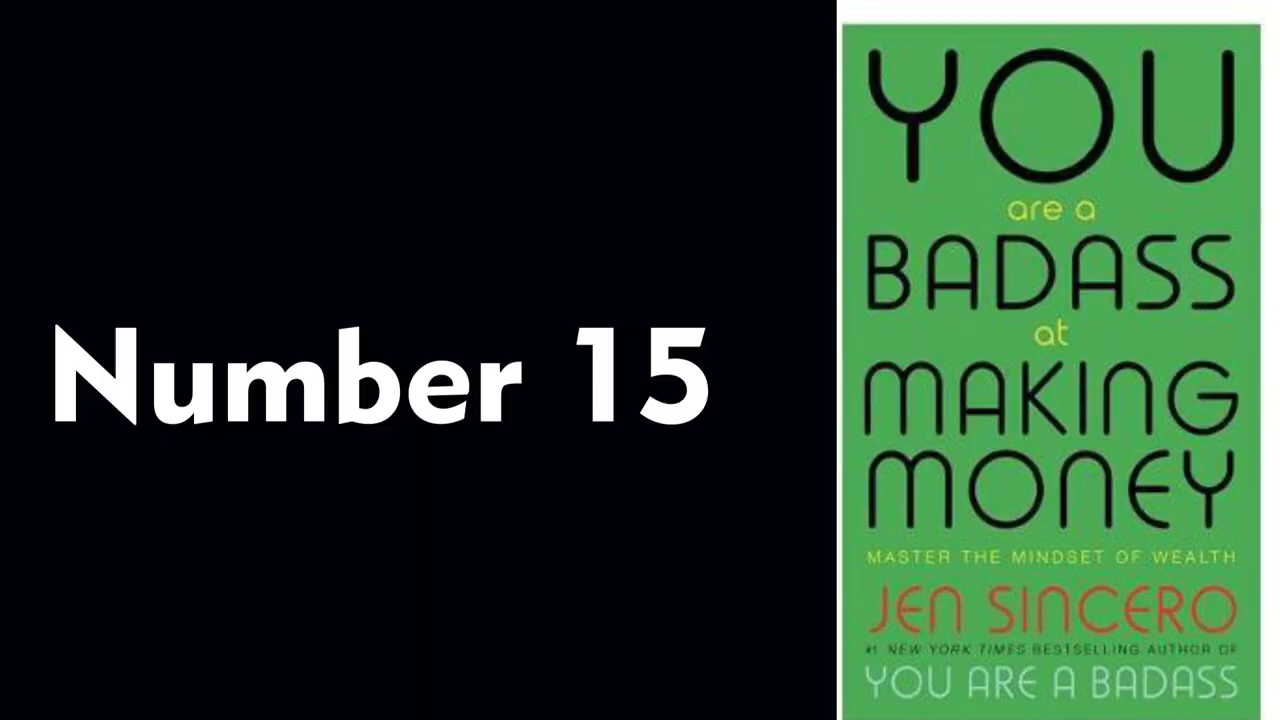 Number 15
YOU
are a
BADASS
at
MAKING
MONEY
MASTER THE MINDSET OF WEALTH
JEN SINCERO
#1 NEW YORK TIMES BESTSELLING AUTHOR OF
YOU ARE A BADASS